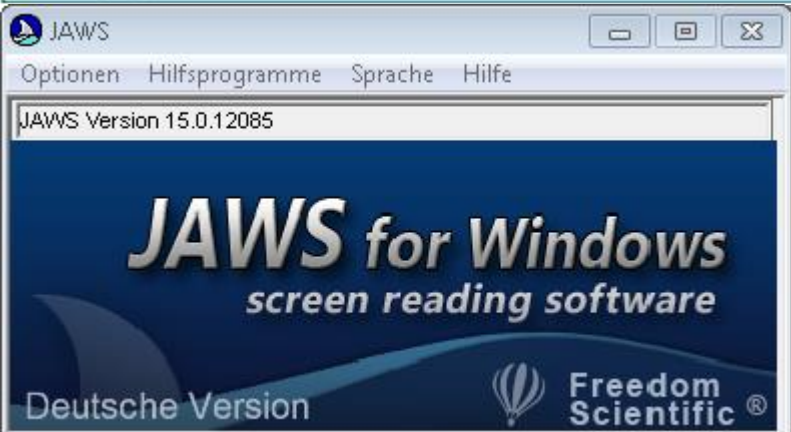 JAWS
Optionen Hilfsprogramme Sprache Hilfe
JAWS Version 15.0.12085
JAWS for Windows
screen reading software
Deutsche Version
Freedom
Scientific ®